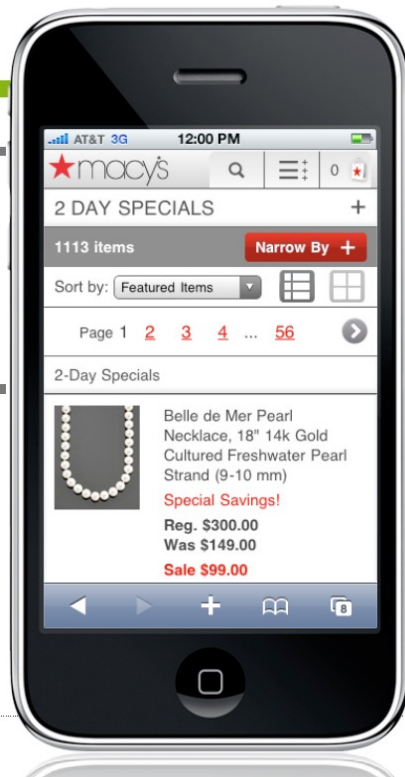 AT&T 3G 12:00 PM
macy's 0
2 DAY SPECIALS +
1113 items Narrow By +
Sort by: Featured Items
Page 1 2 3 4 ... 56
2-Day Specials
Belle de Mer Pearl
Necklace, 18" 14k Gold
Cultured Freshwater Pearl
Strand (9-10 mm)
Special Savings!
Reg. $300.00
Was $149.00
Sale $99.00
8